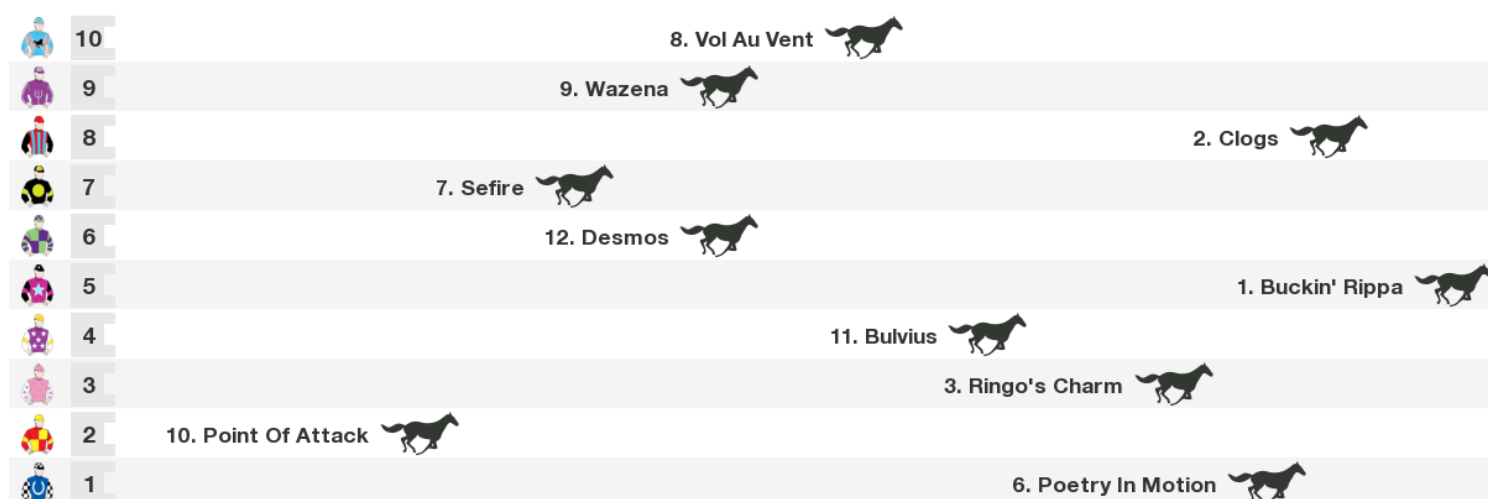 10 8. Vol Au Vent
9 9. Wazena
8 2. Clogs
7 7. Sefire
6 12. Desmos
5 1. Buckin' Rippa
4 11. Bulvius
3 3. Ringo's Charm
2 10. Point Of Attack
1 6. Poetry In Motion